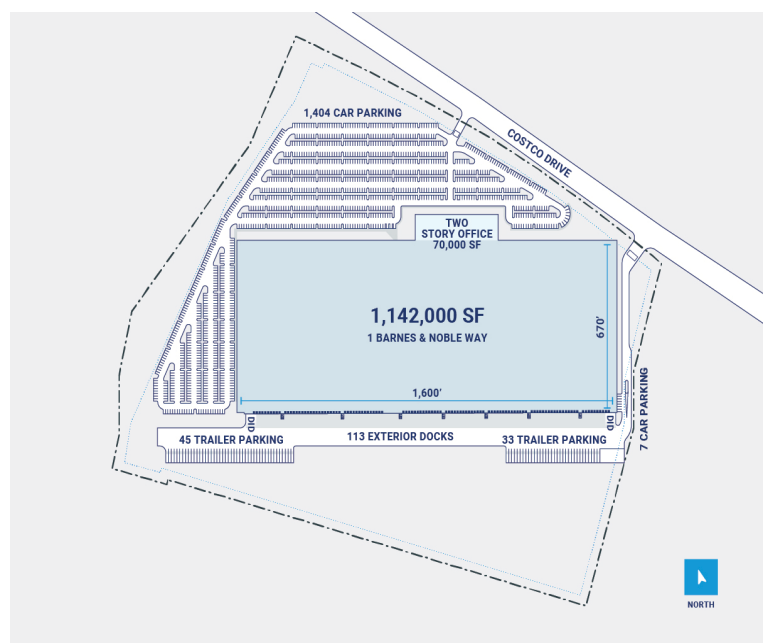 1,404 CAR PARKING
COSTCO DRIVE
TWO
STORY OFFICE
70,000 SF
1,142,000 SF
1 BARNES & NOBLE WAY
670'
1,600'
7 CAR PARKING
DID
DID
45 TRAILER PARKING
113 EXTERIOR DOCKS
33 TRAILER PARKING
NORTH